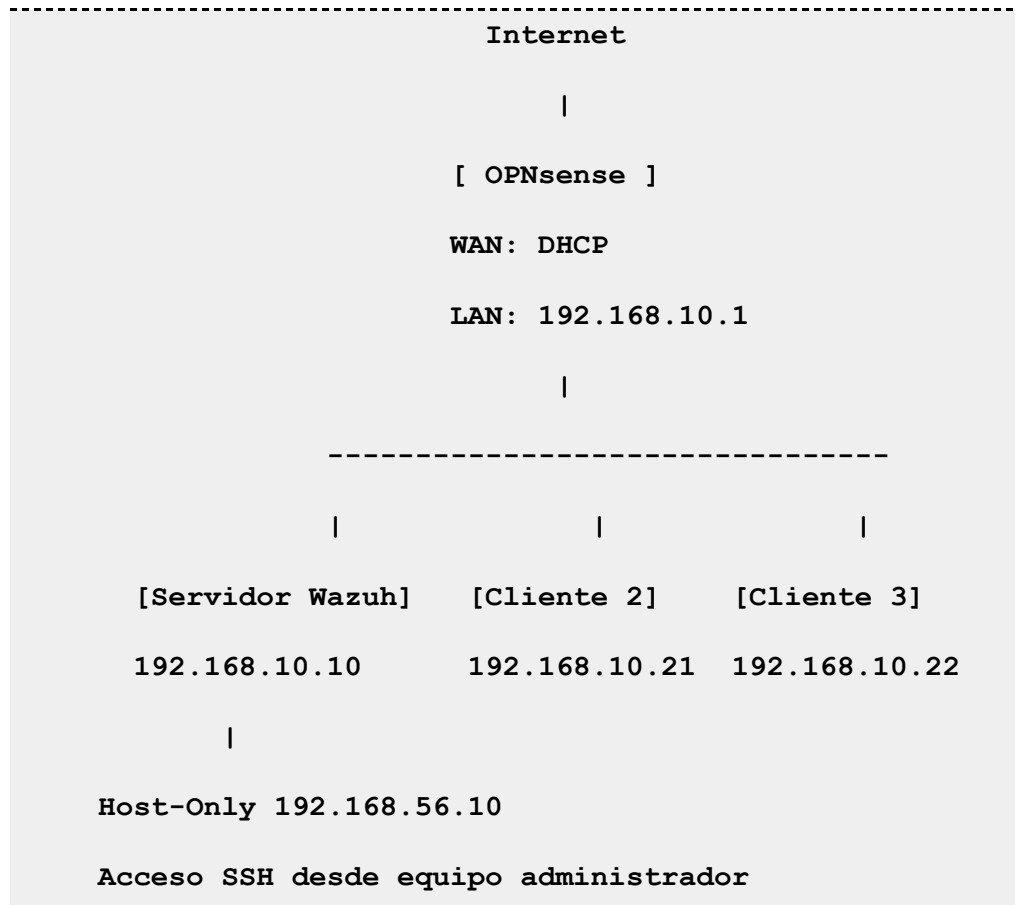 Internet
|
[ OPNsense ]
WAN: DHCP
LAN: 192.168.10.1
|
--------------------------------
| | |
[Servidor Wazuh] [Cliente 2] [Cliente 3]
192.168.10.10 192.168.10.21 192.168.10.22
|
Host-Only 192.168.56.10
Acceso SSH desde equipo administrador